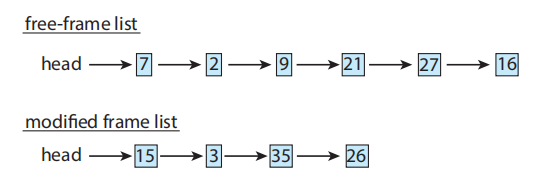 free-frame list
head 7 2 9 21 27 16
modified frame list
head 15 3 35 26